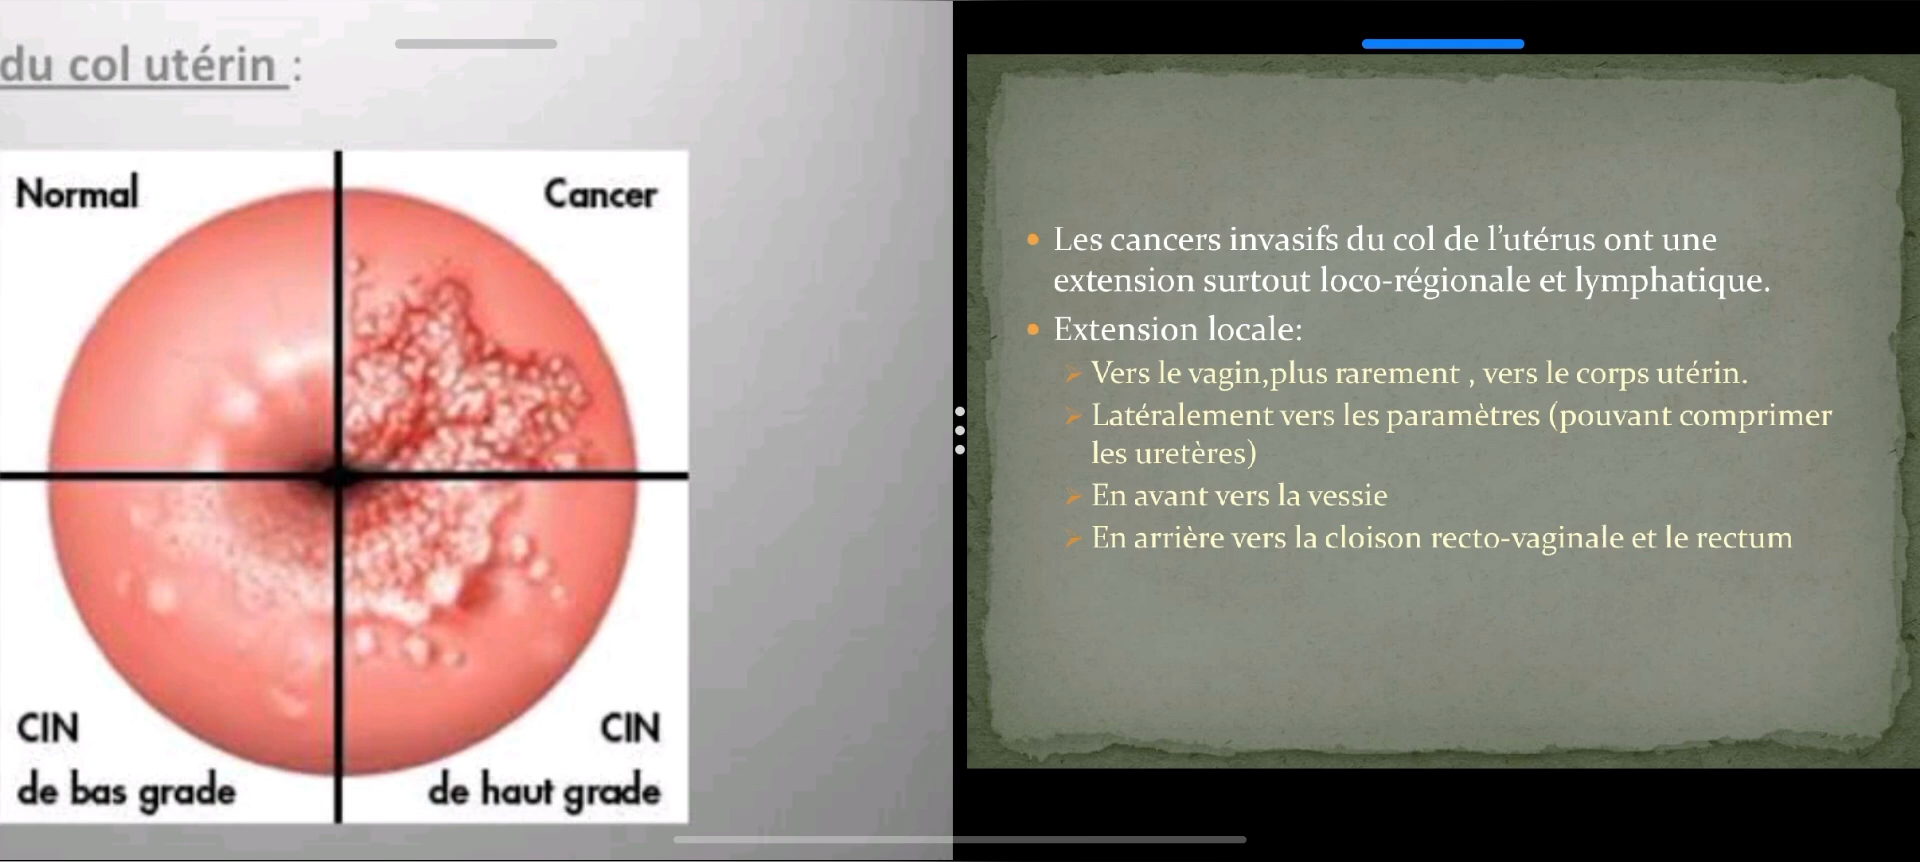 du col utérin :
Normal
Cancer
CIN
de bas grade
CIN
de haut grade
Les cancers invasifs du col de l’utérus ont une
extension surtout loco-régionale et lymphatique.
Extension locale:
Vers le vagin,plus rarement , vers le corps utérin.
Latéralement vers les paramètres (pouvant comprimer
les uretères)
En avant vers la vessie
En arrière vers la cloison recto-vaginale et le rectum